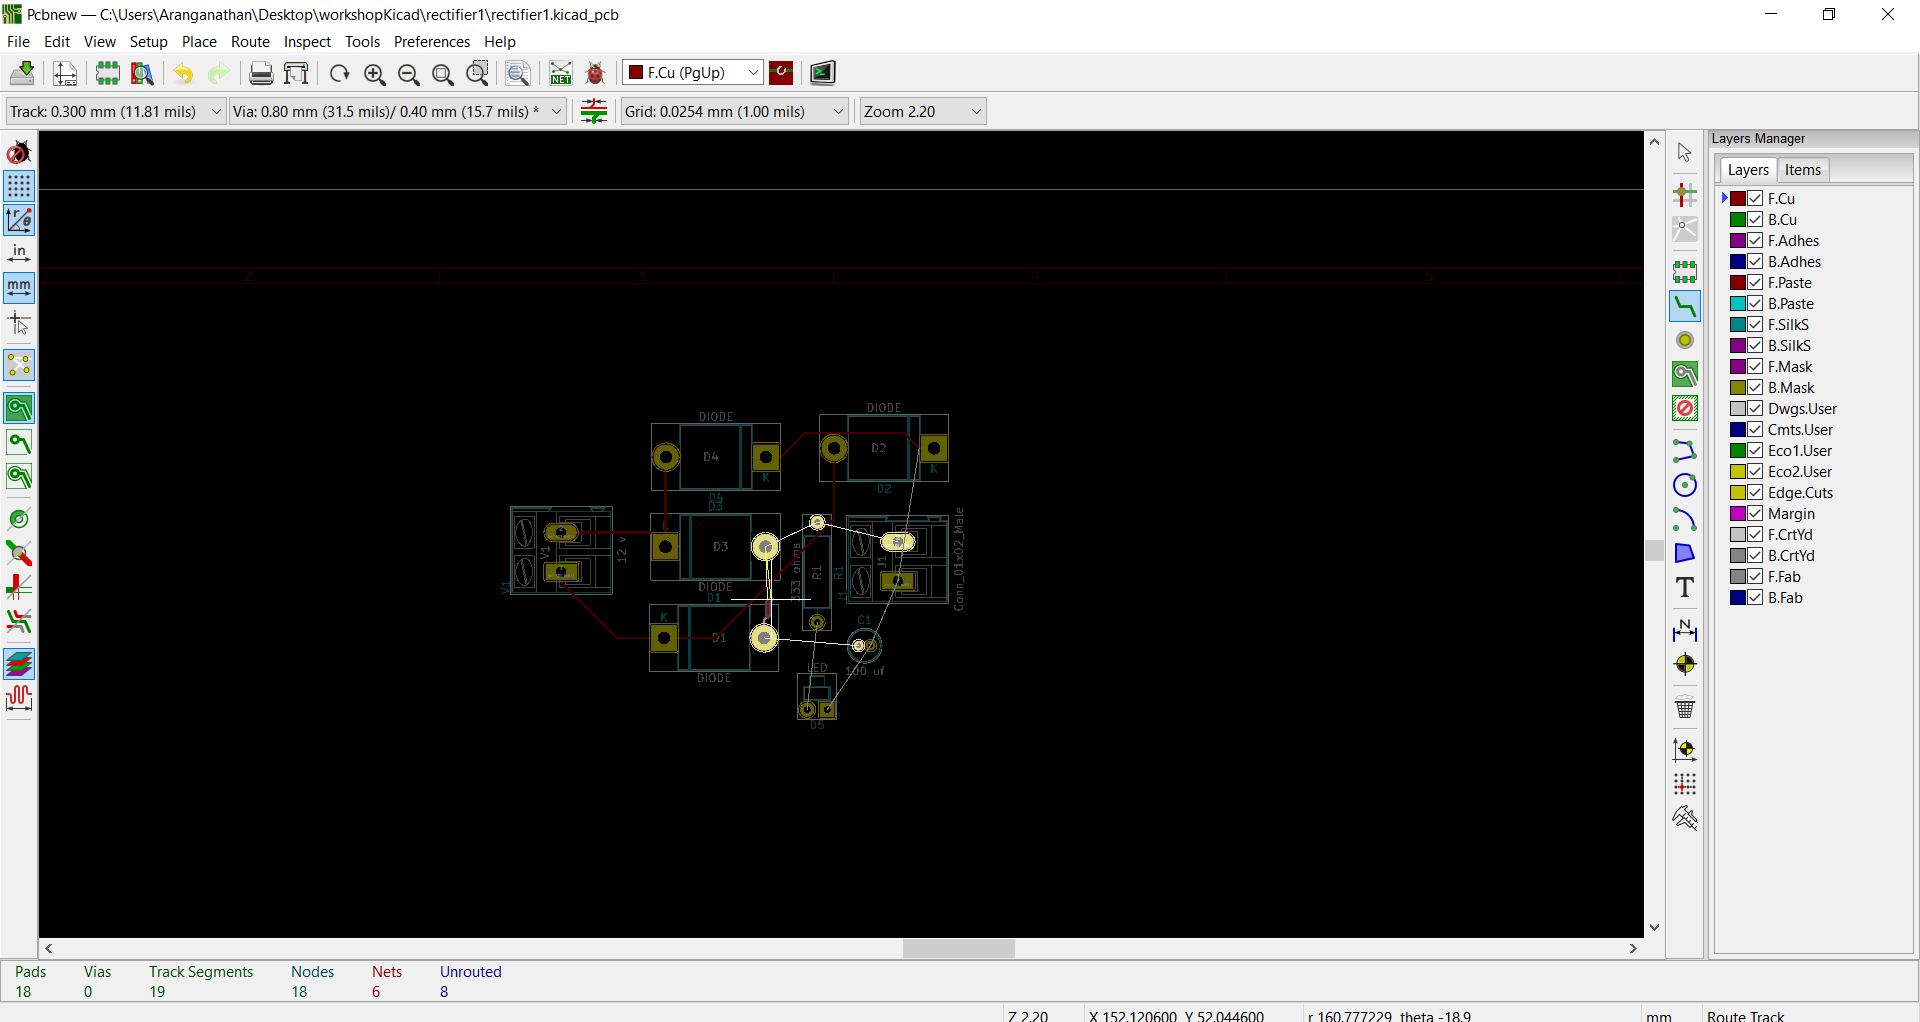 Pcbnew — C:\Users\Aranganathan\Desktop\workshopKicad\rectifier1\rectifier1.kicad_pcb
File Edit View Setup Place Route Inspect Tools Preferences Help
NET F.Cu (PgUp)
Track: 0.300 mm (11.81 mils) Via: 0.80 mm (31.5 mils)/ 0.40 mm (15.7 mils) * Grid: 0.0254 mm (1.00 mils) Zoom 2.20
in
mm
2 3 4 5
DIODE
D4
K
D4
DIODE
D2
K
D2
V1
12 v
V1
D3
D3
DIODE
D1
K
D1
DIODE
333 ohms
R1
R1
J1
J1
Conn_01x02_Male
C1
100 uf
LED
D5
T
N
Layers Manager
Layers Items
F.Cu
B.Cu
F.Adhes
B.Adhes
F.Paste
B.Paste
F.SilkS
B.SilkS
F.Mask
B.Mask
Dwgs.User
Cmts.User
Eco1.User
Eco2.User
Edge.Cuts
Margin
F.CrtYd
B.CrtYd
F.Fab
B.Fab
Pads Vias Track Segments Nodes Nets Unrouted
18 0 19 18 6 8
Z 2.20 X 152.120600 Y 52.044600 r 160.777229 theta -18.9 mm Route Track